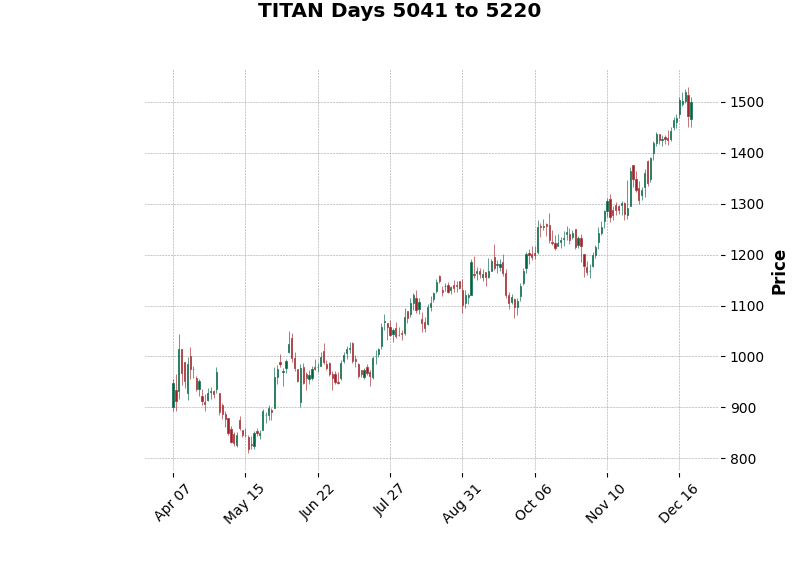 TITAN Days 5041 to 5220
1500
1400
1300
1200
1100
1000
900
800
Price
Apr 07
May 15
Jun 22
Jul 27
Aug 31
Oct 06
Nov 10
Dec 16